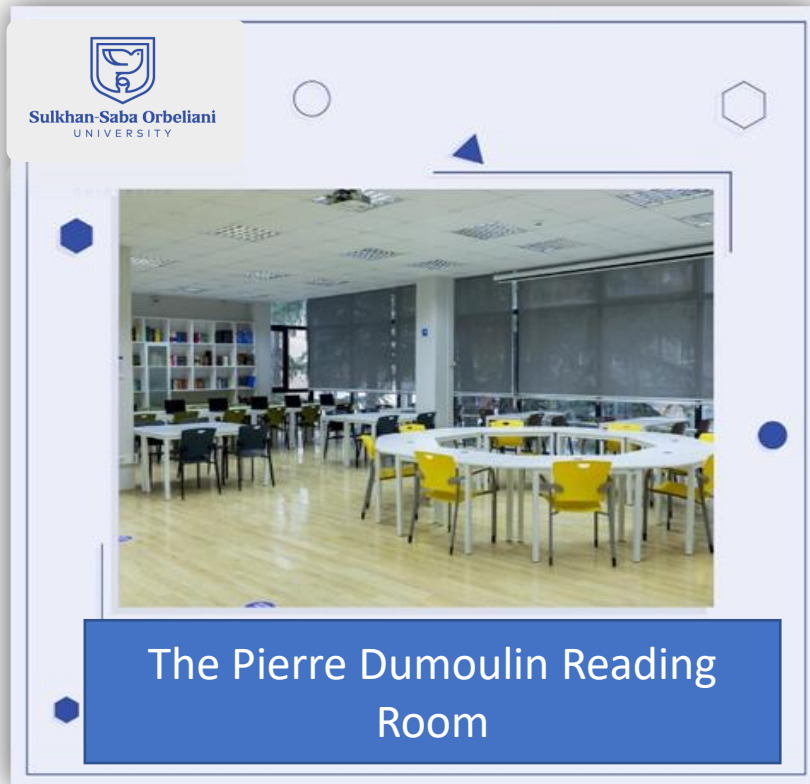 Sulkhan-Saba Orbeliani
UNIVERSITY
The Pierre Dumoulin Reading
Room